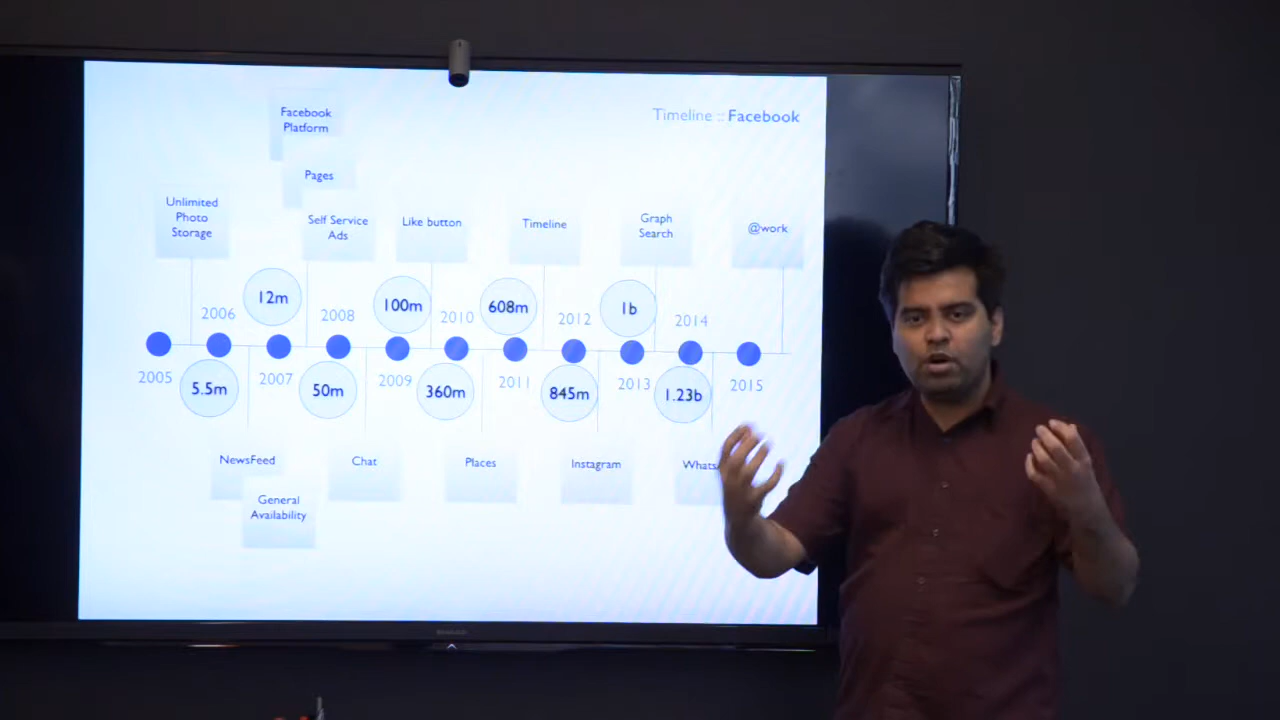 Facebook
Platform
Timeline :: Facebook
Pages
Unlimited
Photo
Storage
Self Service
Ads
Like button
Timeline
Graph
Search
@work
12m
100m
608m
1b
2006
2008
2010
2012
2014
2005
5.5m
2007
50m
2009
360m
2011
845m
2013
1.23b
2015
NewsFeed
Chat
Places
Instagram
General
Availability